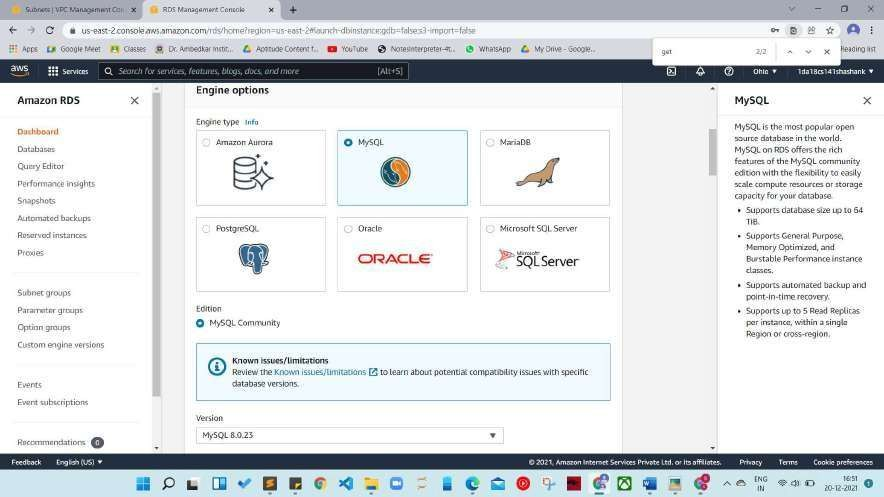 Subnets | VPC Management Con
RDS Management Console
us-east-2.console.aws.amazon.com/rds/home?region=us-east-2#launch-dbinstance:gdb=false;s3-import=false
Apps
Google Meet
Classes
Dr. Ambedkar Instit...
Aptitude Content f...
YouTube
NotesInterpreter-#t...
WhatsApp
My Drive - Google...
get
2/2
Reading list
aws
Services
Search for services, features, blogs, docs, and more
[Alt+S]
Ohio
1da18cs141shashank
Amazon RDS
Dashboard
Databases
Query Editor
Performance insights
Snapshots
Automated backups
Reserved instances
Proxies
Subnet groups
Parameter groups
Option groups
Custom engine versions
Events
Event subscriptions
Recommendations 0
Engine options
Engine type Info
Amazon Aurora
MySQL
MariaDB
PostgreSQL
Oracle
Microsoft SQL Server
ORACLE
Microsoft
SQL Server
Edition
MySQL Community
Known issues/limitations
Review the Known issues/limitations to learn about potential compatibility issues with specific
database versions.
Version
MySQL 8.0.23
MySQL
MySQL is the most popular open
source database in the world.
MySQL on RDS offers the rich
features of the MySQL community
edition with the flexibility to easily
scale compute resources or storage
capacity for your database.
• Supports database size up to 64
TiB.
• Supports General Purpose,
Memory Optimized, and
Burstable Performance instance
classes.
• Supports automated backup and
point-in-time recovery.
• Supports up to 5 Read Replicas
per instance, within a single
Region or cross-region.
Feedback
English (US)
© 2021, Amazon Internet Services Private Ltd. or its affiliates.
Privacy
Terms
Cookie preferences
ENG
IN
16:51
20-12-2021
1